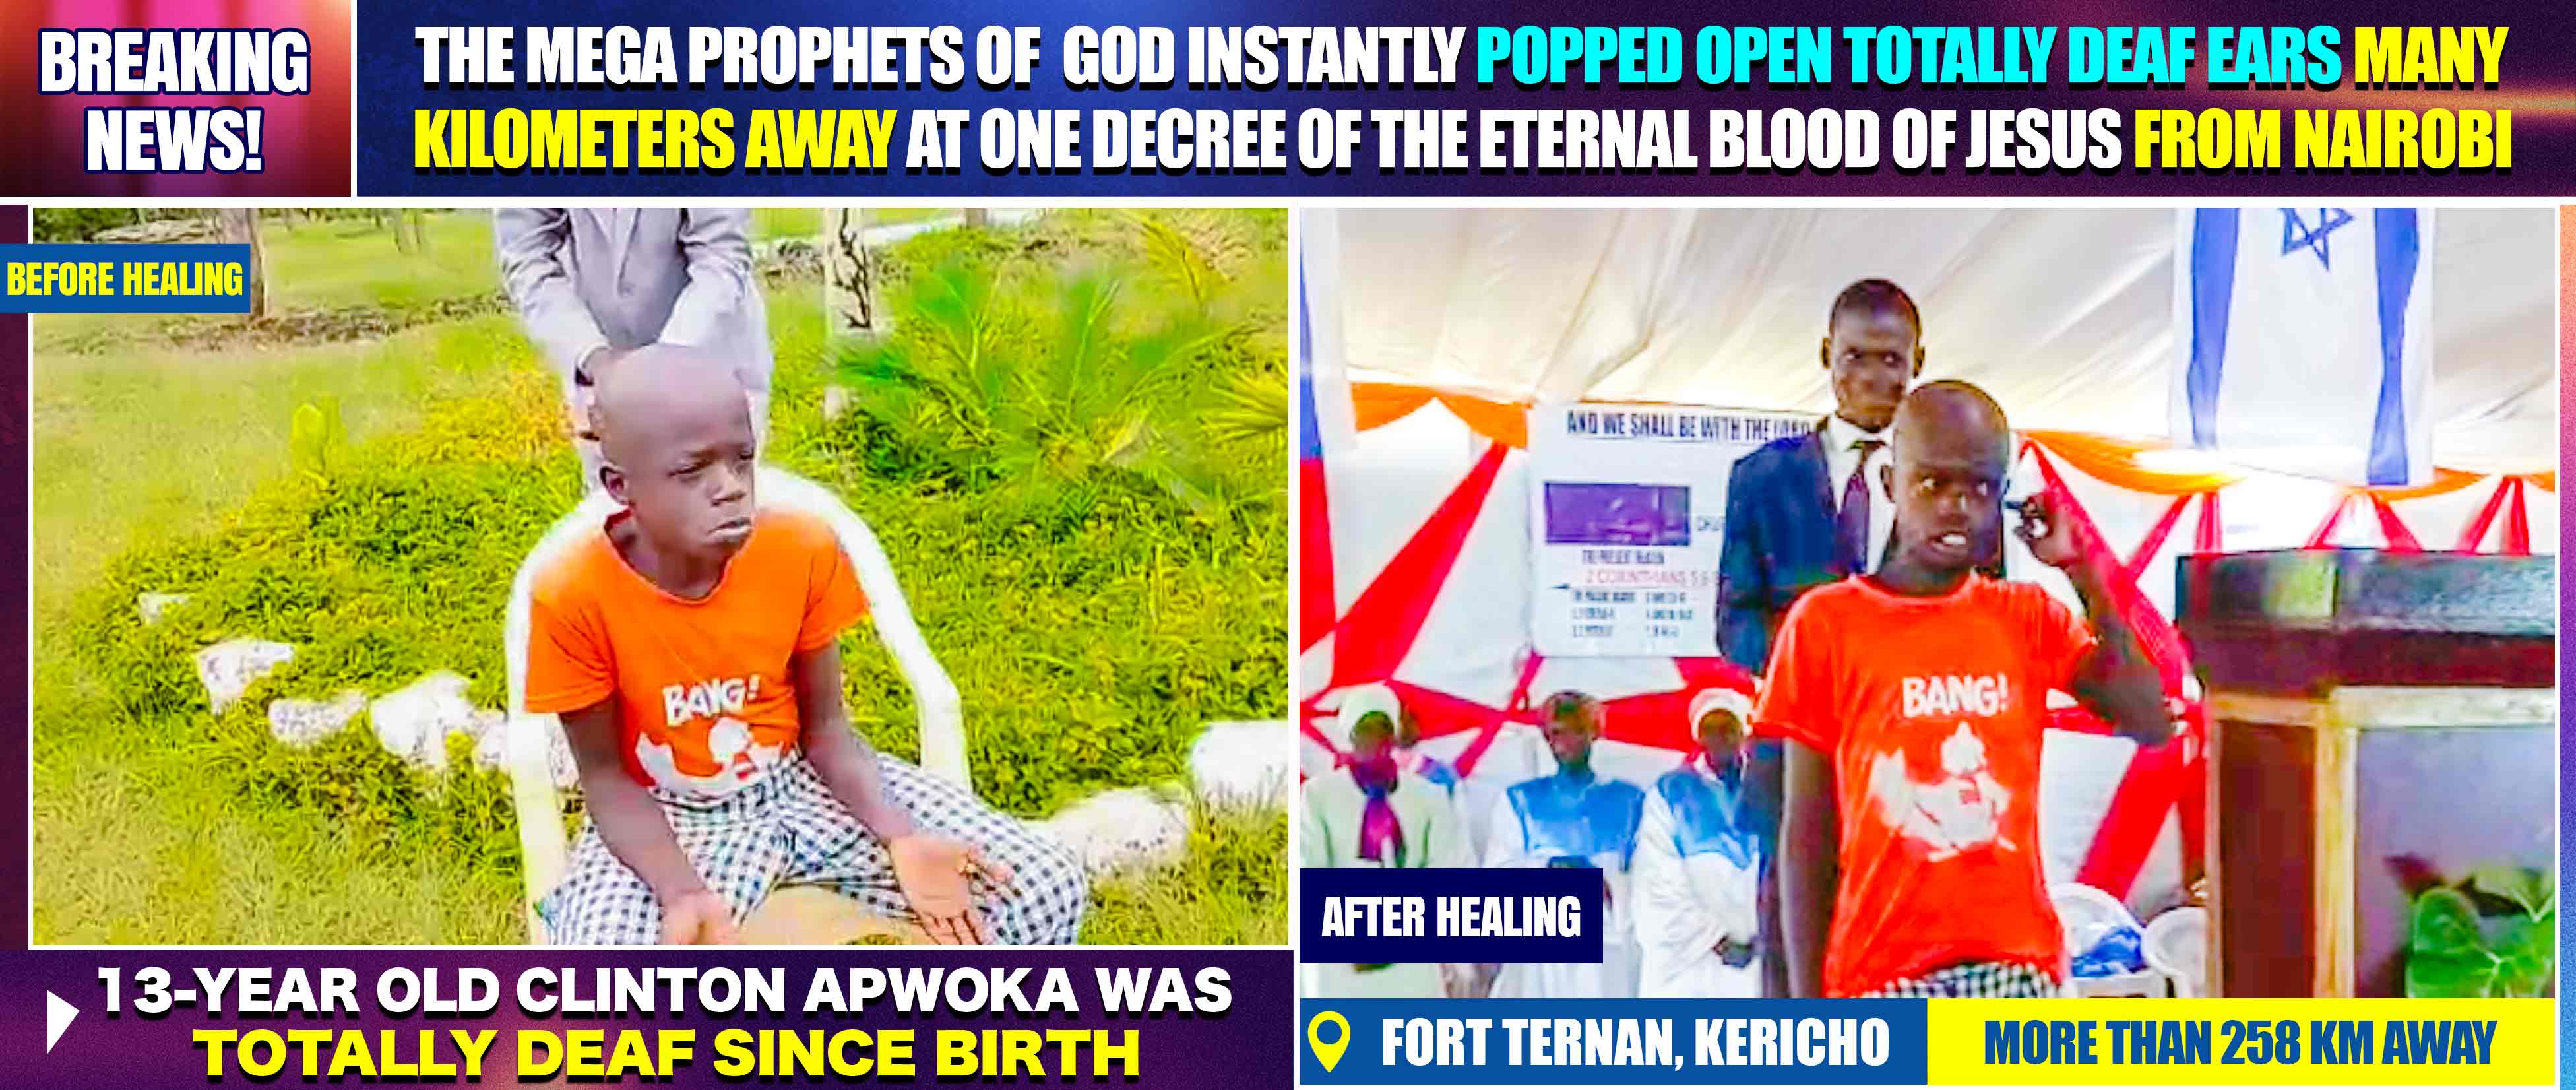 BREAKING
NEWS!
THE MEGA PROPHETS OF GOD INSTANTLY POPPED OPEN TOTALLY DEAF EARS MANY
KILOMETERS AWAY AT ONE DECREE OF THE ETERNAL BLOOD OF JESUS FROM NAIROBI
BEFORE HEALING
BANG!
13-YEAR OLD CLINTON APWOKA WAS
TOTALLY DEAF SINCE BIRTH
AND WE SHALL BE WITH THE LORD
2 CORINTHIANS 5:6
BANG!
AFTER HEALING
FORT TERNAN, KERICHO
MORE THAN 258 KM AWAY